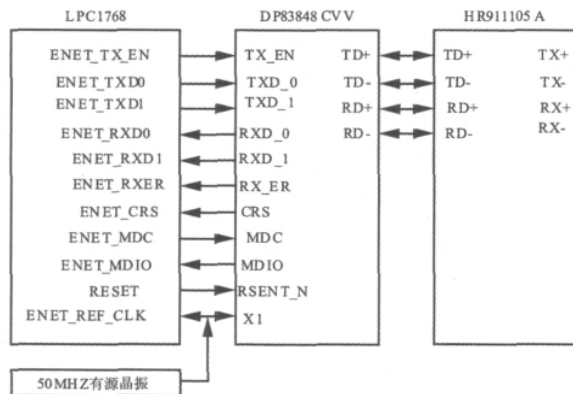 LPC1768 DP83848 CVV HR911105 A
ENET_TX_EN TX_EN TD+ TD+ TX+
ENET_TXD0 TXD_0 TD- TD- TX-
ENET_TXD1 TXD_1 RD+ RD+ RX+
ENET_RXD0 RXD_0 RD- RD- RX-
ENET_RXD1 RXD_1
ENET_RXER RX_ER
ENET_CRS CRS
ENET_MDC MDC
ENET_MDIO MDIO
RESET RSENT_N
ENET_REF_CLK X1
50MHZ有源晶振